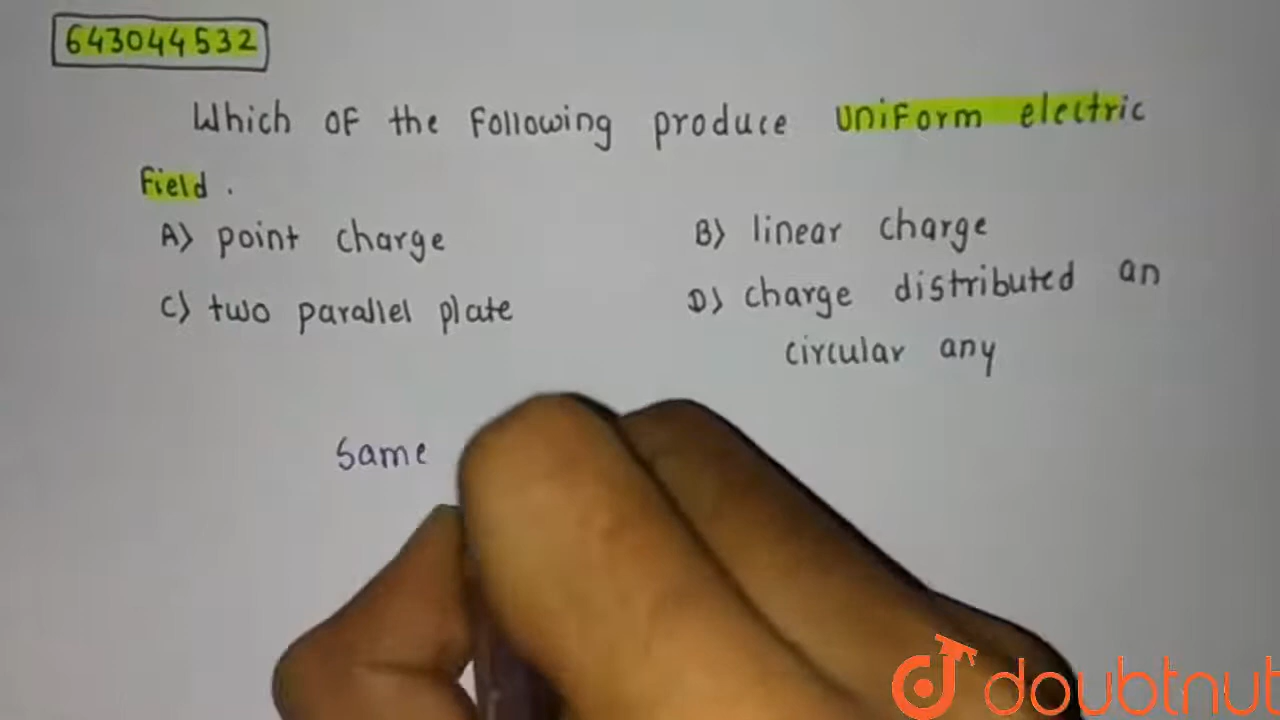 643044532
Which of the following produce uniform electric
field .
A) point charge
B) linear charge
C) two parallel plate
D) charge distributed an
circular any
Same
doubtnut